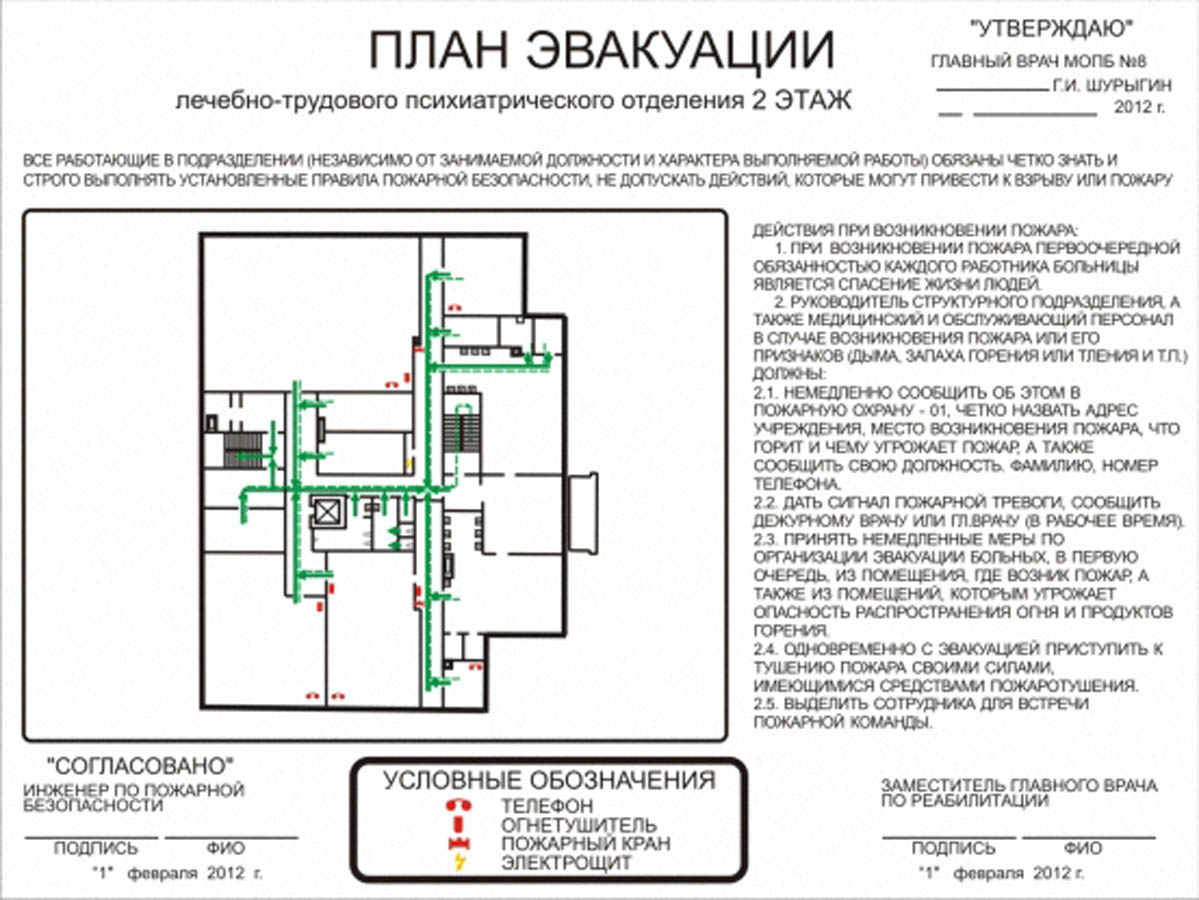 ПЛАН ЭВАКУАЦИИ
лечебно-трудового психиатрического отделения 2 ЭТАЖ
"УТВЕРЖДАЮ"
ГЛАВНЫЙ ВРАЧ МОПБ №8
Г.И. ШУРЫГИН
2012 г.
ВСЕ РАБОТАЮЩИЕ В ПОДРАЗДЕЛЕНИИ (НЕЗАВИСИМО ОТ ЗАНИМАЕМОЙ ДОЛЖНОСТИ И ХАРАКТЕРА ВЫПОЛНЯЕМОЙ РАБОТЫ) ОБЯЗАНЫ ЧЕТКО ЗНАТЬ И
СТРОГО ВЫПОЛНЯТЬ УСТАНОВЛЕННЫЕ ПРАВИЛА ПОЖАРНОЙ БЕЗОПАСНОСТИ, НЕ ДОПУСКАТЬ ДЕЙСТВИЙ, КОТОРЫЕ МОГУТ ПРИВЕСТИ К ВЗРЫВУ ИЛИ ПОЖАРУ
ДЕЙСТВИЯ ПРИ ВОЗНИКНОВЕНИИ ПОЖАРА:
1. ПРИ ВОЗНИКНОВЕНИИ ПОЖАРА ПЕРВООЧЕРЕДНОЙ
ОБЯЗАННОСТЬЮ КАЖДОГО РАБОТНИКА БОЛЬНИЦЫ
ЯВЛЯЕТСЯ СПАСЕНИЕ ЖИЗНИ ЛЮДЕЙ.
2. РУКОВОДИТЕЛЬ СТРУКТУРНОГО ПОДРАЗДЕЛЕНИЯ, А
ТАКЖЕ МЕДИЦИНСКИЙ И ОБСЛУЖИВАЮЩИЙ ПЕРСОНАЛ
В СЛУЧАЕ ВОЗНИКНОВЕНИЯ ПОЖАРА ИЛИ ЕГО
ПРИЗНАКОВ (ДЫМА, ЗАПАХА ГОРЕНИЯ ИЛИ ТЛЕНИЯ И Т.П.)
ДОЛЖНЫ:
2.1. НЕМЕДЛЕННО СООБЩИТЬ ОБ ЭТОМ В
ПОЖАРНУЮ ОХРАНУ - 01, ЧЕТКО НАЗВАТЬ АДРЕС
УЧРЕЖДЕНИЯ, МЕСТО ВОЗНИКНОВЕНИЯ ПОЖАРА, ЧТО
ГОРИТ И ЧЕМУ УГРОЖАЕТ ПОЖАР, А ТАКЖЕ
СООБЩИТЬ СВОЮ ДОЛЖНОСТЬ. ФАМИЛИЮ, НОМЕР
ТЕЛЕФОНА.
2.2. ДАТЬ СИГНАЛ ПОЖАРНОЙ ТРЕВОГИ, СООБЩИТЬ
ДЕЖУРНОМУ ВРАЧУ ИЛИ ГЛ.ВРАЧУ (В РАБОЧЕЕ ВРЕМЯ).
2.3. ПРИНЯТЬ НЕМЕДЛЕННЫЕ МЕРЫ ПО
ОРГАНИЗАЦИИ ЭВАКУАЦИИ БОЛЬНЫХ, В ПЕРВУЮ
ОЧЕРЕДЬ, ИЗ ПОМЕЩЕНИЯ, ГДЕ ВОЗНИК ПОЖАР, А
ТАКЖЕ ИЗ ПОМЕЩЕНИЙ, КОТОРЫМ УГРОЖАЕТ
ОПАСНОСТЬ РАСПРОСТРАНЕНИЯ ОГНЯ И ПРОДУКТОВ
ГОРЕНИЯ.
2.4. ОДНОВРЕМЕННО С ЭВАКУАЦИЕЙ ПРИСТУПИТЬ К
ТУШЕНИЮ ПОЖАРА СВОИМИ СИЛАМИ,
ИМЕЮЩИМИСЯ СРЕДСТВАМИ ПОЖАРОТУШЕНИЯ.
2.5. ВЫДЕЛИТЬ СОТРУДНИКА ДЛЯ ВСТРЕЧИ
ПОЖАРНОЙ КОМАНДЫ.
"СОГЛАСОВАНО"
ИНЖЕНЕР ПО ПОЖАРНОЙ
БЕЗОПАСНОСТИ
ПОДПИСЬ ФИО
"1" февраля 2012 г.
УСЛОВНЫЕ ОБОЗНАЧЕНИЯ
ТЕЛЕФОН
ОГНЕТУШИТЕЛЬ
ПОЖАРНЫЙ КРАН
ЭЛЕКТРОЩИТ
ЗАМЕСТИТЕЛЬ ГЛАВНОГО ВРАЧА
ПО РЕАБИЛИТАЦИИ
ПОДПИСЬ ФИО
"1" февраля 2012 г.